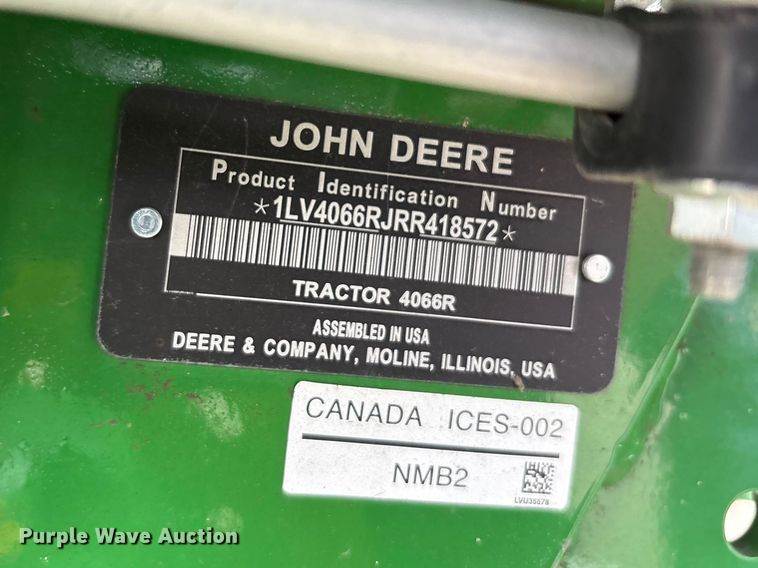 JOHN DEERE
Product Identification Number
*1LV4066RJRR418572*
TRACTOR 4066R
ASSEMBLED IN USA
DEERE & COMPANY, MOLINE, ILLINOIS, USA
CANADA ICES-002
NMB2
LVU35578
Purple Wave Auction